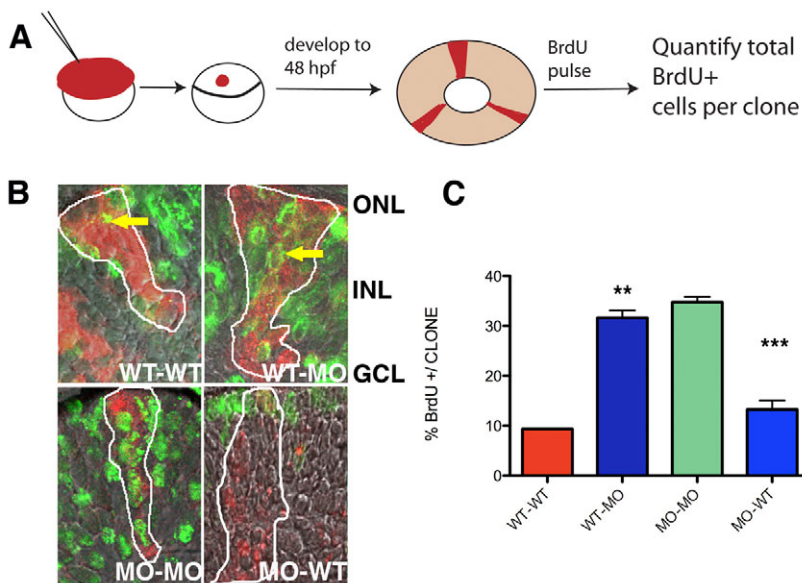 A
develop to
48 hpf
BrdU
pulse
Quantify total
BrdU+
cells per clone
B
WT-WT
WT-MO
MO-MO
MO-WT
ONL
INL
GCL
C
% BrdU +/ CLONE
40
30
20
10
0
**
***
WT-WT
WT-MO
MO-MO
MO-WT